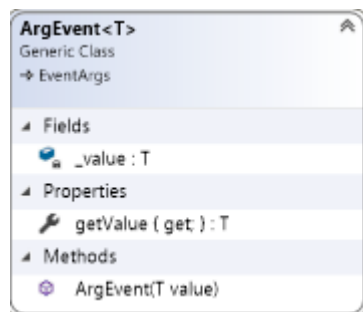 ArgEvent<T>
Generic Class
EventArgs
Fields
_value : T
Properties
getValue { get; } : T
Methods
ArgEvent(T value)